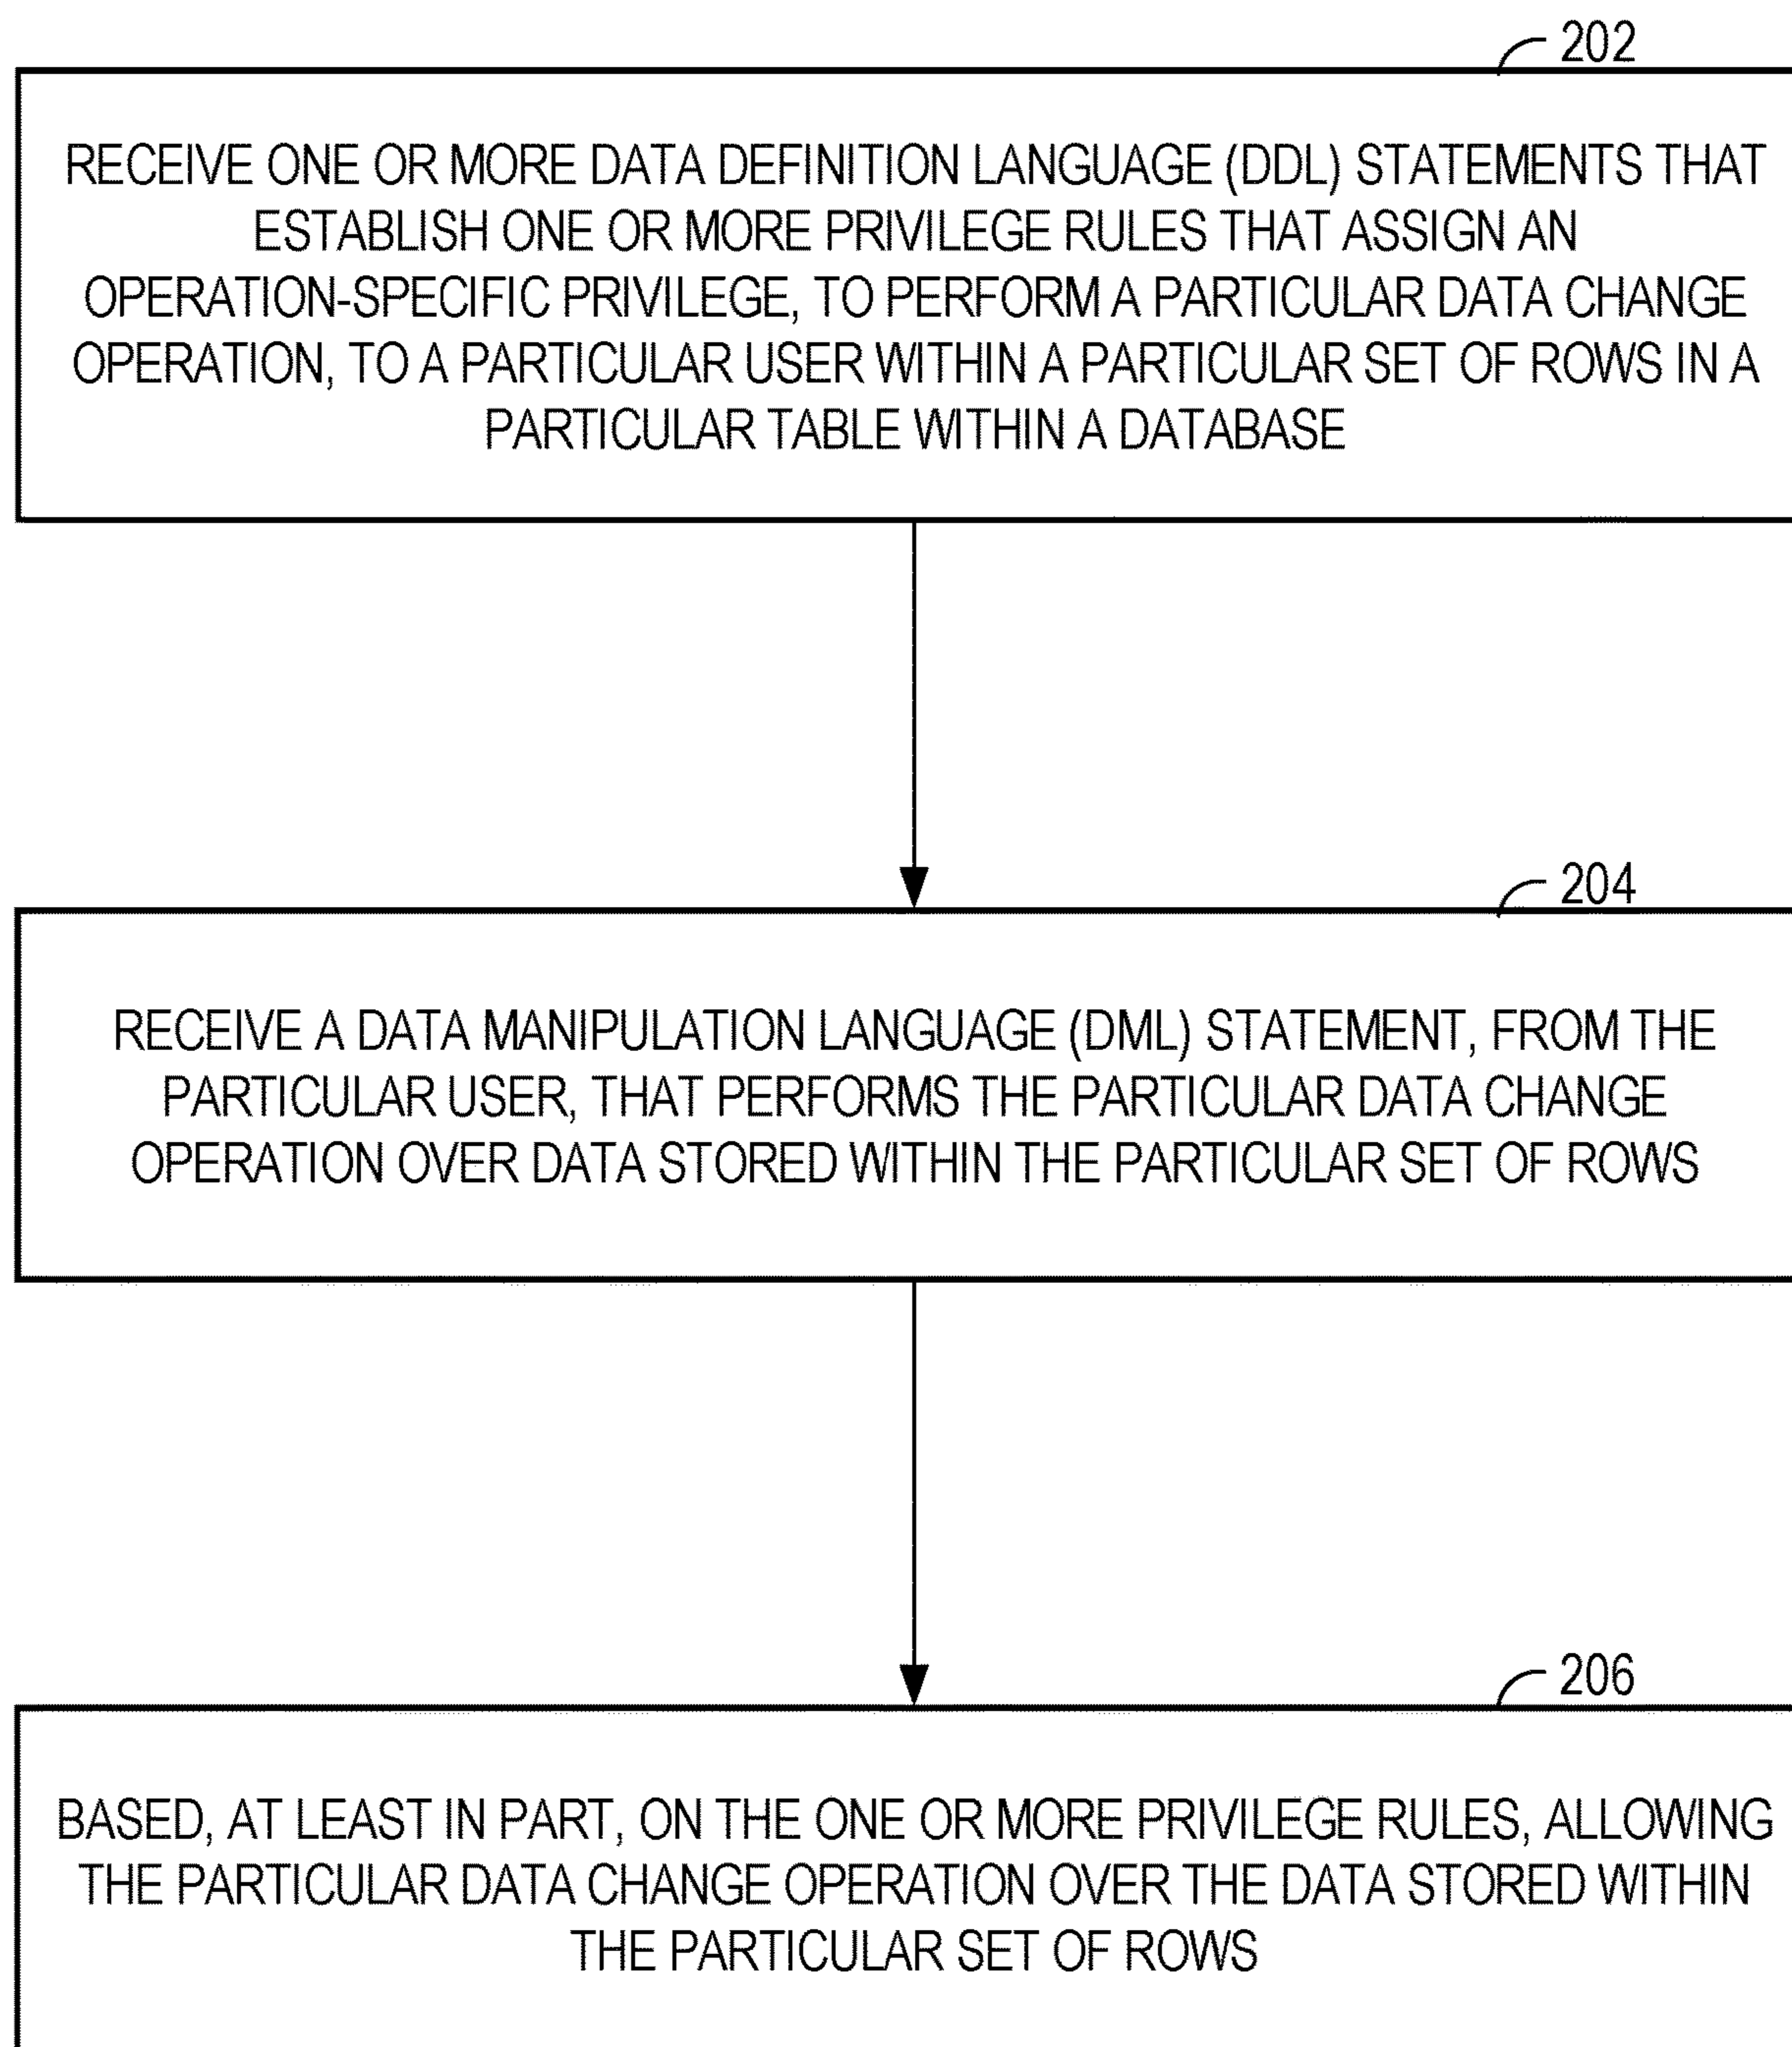 202
RECEIVE ONE OR MORE DATA DEFINITION LANGUAGE (DDL) STATEMENTS THAT
ESTABLISH ONE OR MORE PRIVILEGE RULES THAT ASSIGN AN
OPERATION-SPECIFIC PRIVILEGE, TO PERFORM A PARTICULAR DATA CHANGE
OPERATION, TO A PARTICULAR USER WITHIN A PARTICULAR SET OF ROWS IN A
PARTICULAR TABLE WITHIN A DATABASE
204
RECEIVE A DATA MANIPULATION LANGUAGE (DML) STATEMENT, FROM THE
PARTICULAR USER, THAT PERFORMS THE PARTICULAR DATA CHANGE
OPERATION OVER DATA STORED WITHIN THE PARTICULAR SET OF ROWS
206
BASED, AT LEAST IN PART, ON THE ONE OR MORE PRIVILEGE RULES, ALLOWING
THE PARTICULAR DATA CHANGE OPERATION OVER THE DATA STORED WITHIN
THE PARTICULAR SET OF ROWS